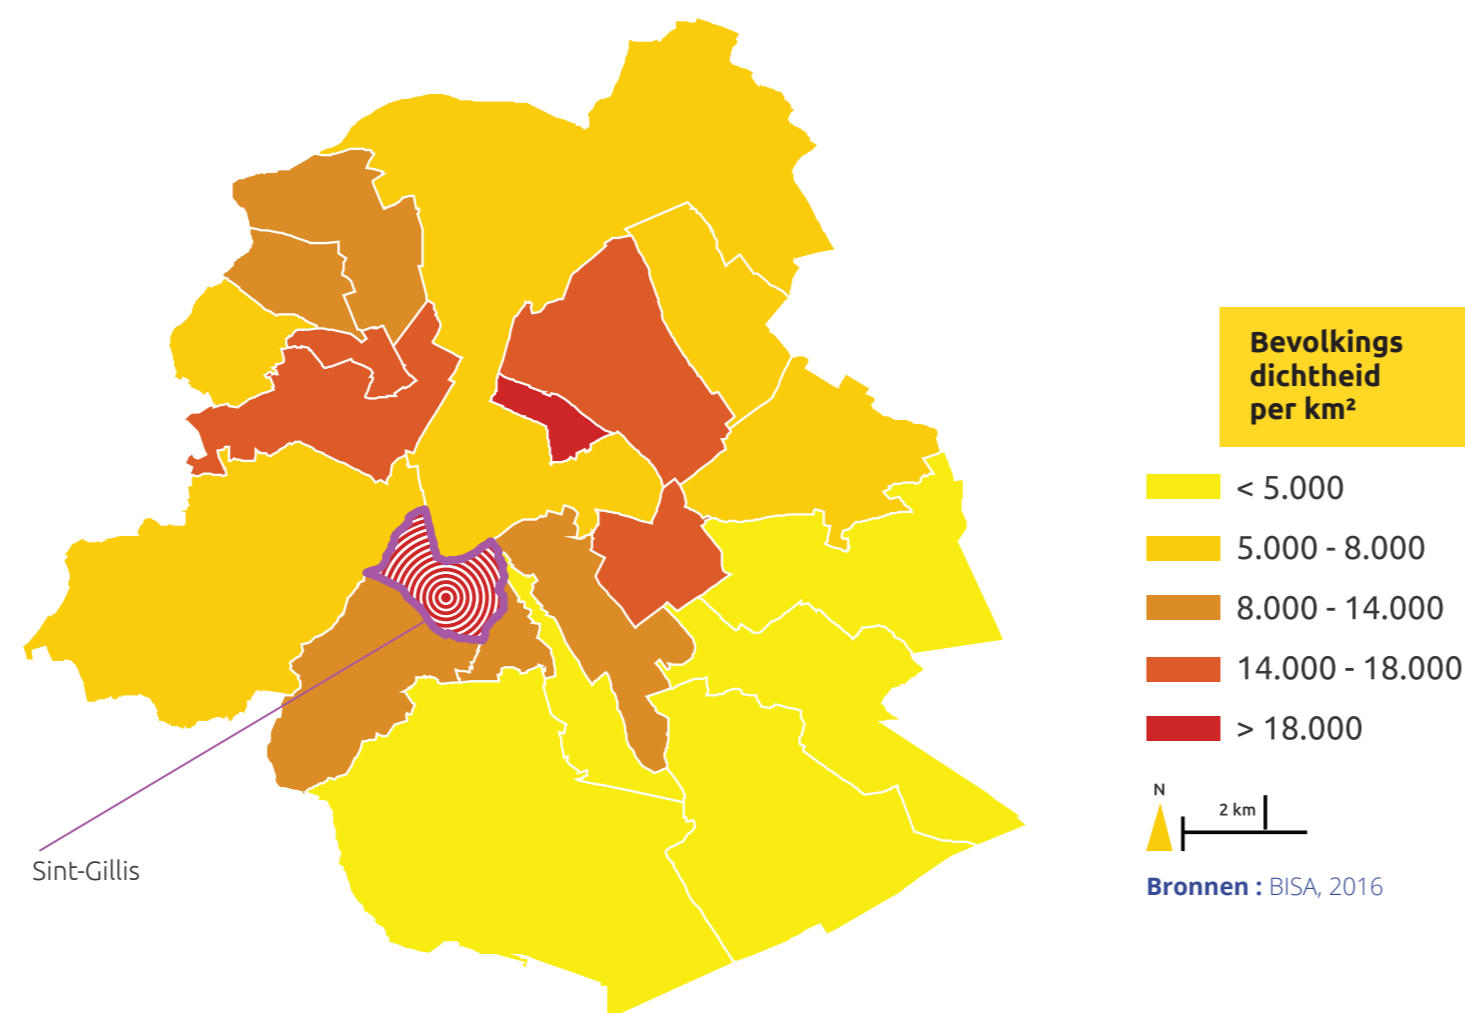 Bevolkings
dichtheid
per km²
< 5.000
5.000 - 8.000
8.000 - 14.000
14.000 - 18.000
> 18.000
N
2 km
Bronnen : BISA, 2016
Sint-Gillis